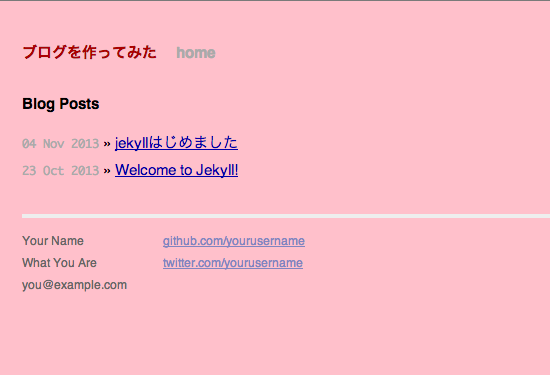 ブログを作ってみた home
Blog Posts
04 Nov 2013 » jekyllはじめました
23 Oct 2013 » Welcome to Jekyll!
Your Name github.com/yourusername
What You Are twitter.com/yourusername
you@example.com